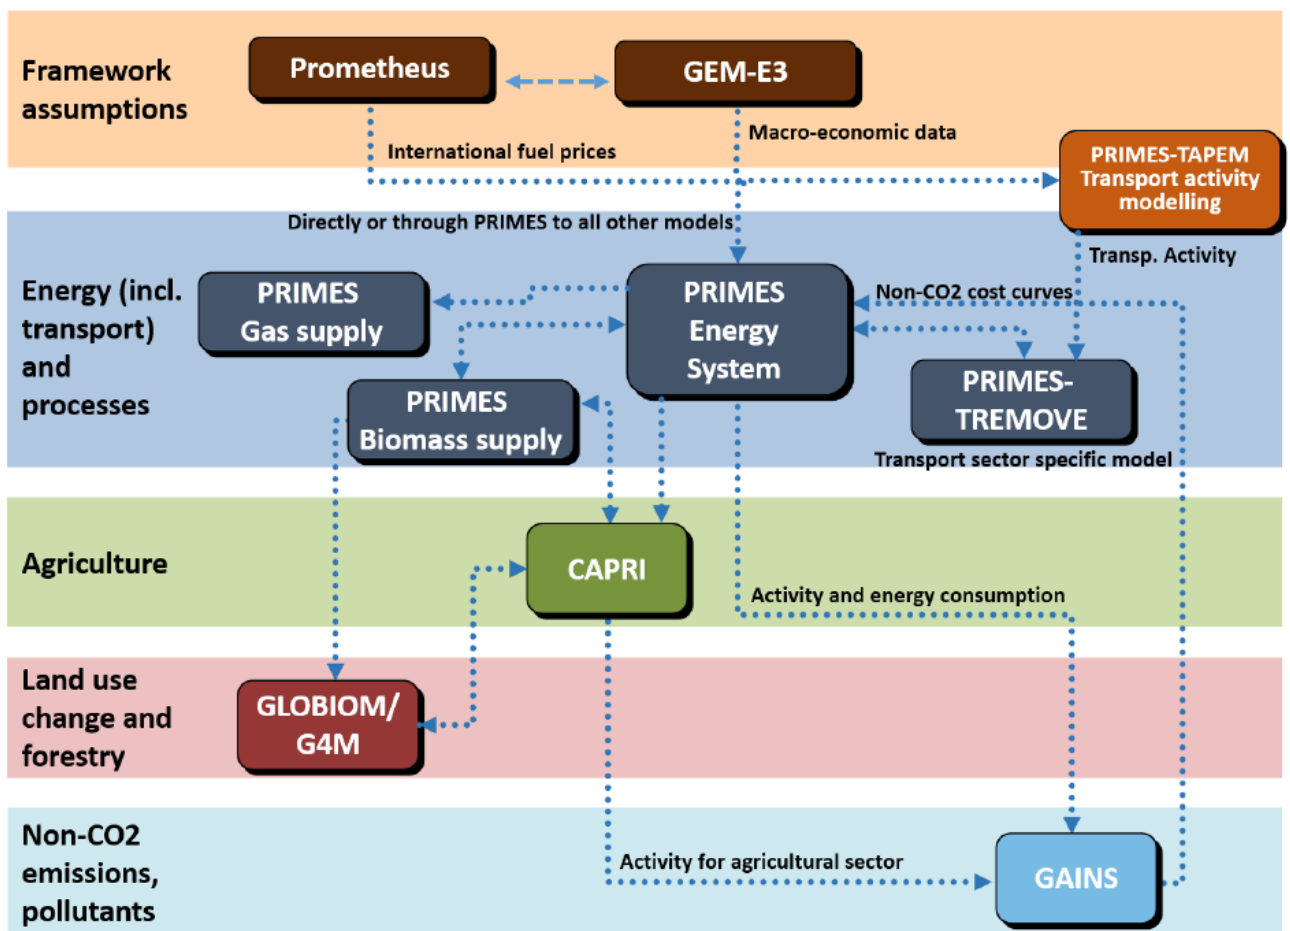 Framework
assumptions
Prometheus
GEM-E3
Macro-economic data
International fuel prices
PRIMES-TAPEM
Transport activity
modelling
Directly or through PRIMES to all other models
Transp. Activity
Energy (incl.
transport)
and
processes
PRIMES
Gas supply
PRIMES
Energy
System
Non-CO2 cost curves
PRIMES
Biomass supply
PRIMES-
TREMOVE
Transport sector specific model
Agriculture
CAPRI
Activity and energy consumption
Land use
change and
forestry
GLOBIOM/
G4M
Non-CO2
emissions,
pollutants
Activity for agricultural sector
GAINS